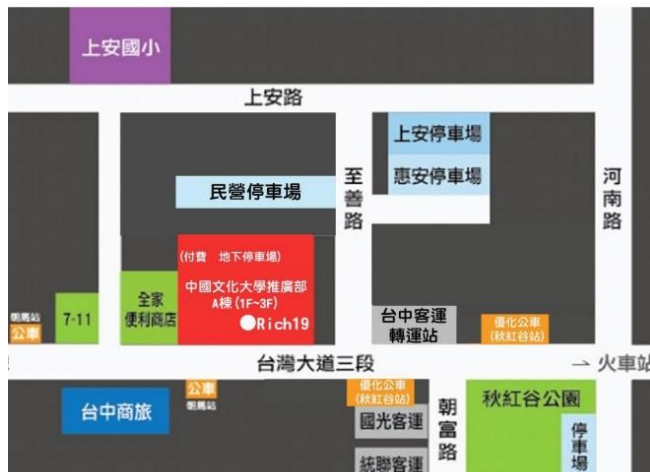 上安國小
上安路
上安停車場
惠安停車場
民營停車場
至善路
河南路
(付費 地下停車場)
中國文化大學推廣部
A棟(1F~3F)
Rich19
全家
便利商店
7-11
朝馬站
公車
台中客運
轉運站
優化公車
(秋紅谷站)
台灣大道三段
→ 火車站
台中商旅
公車
朝馬站
優化公車
(秋紅谷站)
國光客運
統聯客運
朝富路
秋紅谷公園
停車場